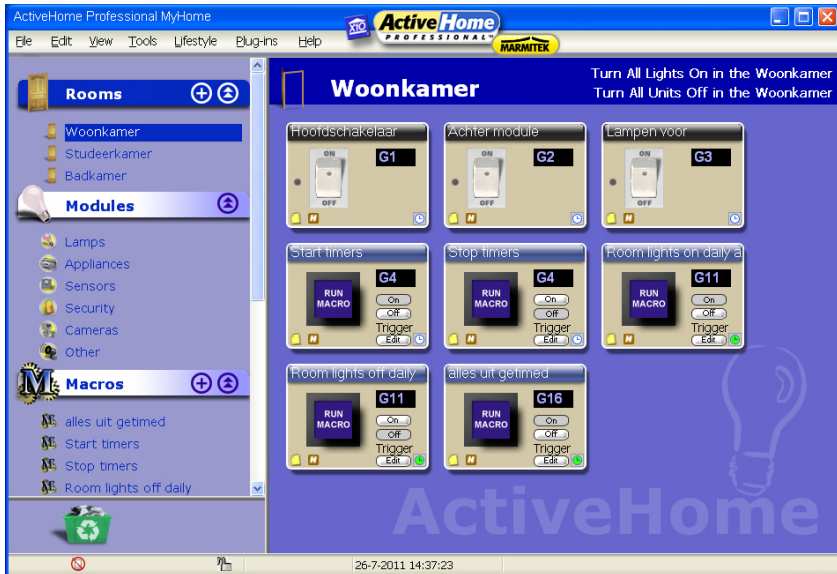 ActiveHome Professional MyHome
X10 ActiveHome
PROFESSIONAL
MARMITEK
File Edit View Tools Lifestyle Plug-ins Help
Rooms
Woonkamer
Studeerkamer
Badkamer
Modules
Lamps
Appliances
Sensors
Security
Cameras
Other
Macros
alles uit getimed
Start timers
Stop timers
Room lights off daily
Woonkamer
Turn All Lights On in the Woonkamer
Turn All Units Off in the Woonkamer
Hoofdschakelaar
ON
G1
OFF
Achter module
ON
G2
OFF
Lampen voor
ON
G3
OFF
Start timers
RUN MACRO
G4
On
Off
Trigger
Edit
Stop timers
RUN MACRO
G4
On
Off
Trigger
Edit
Room lights on daily a
RUN MACRO
G11
On
Off
Trigger
Edit
Room lights off daily
RUN MACRO
G11
On
Off
Trigger
Edit
alles uit getimed
RUN MACRO
G16
On
Off
Trigger
Edit
ActiveHome
26-7-2011 14:37:23